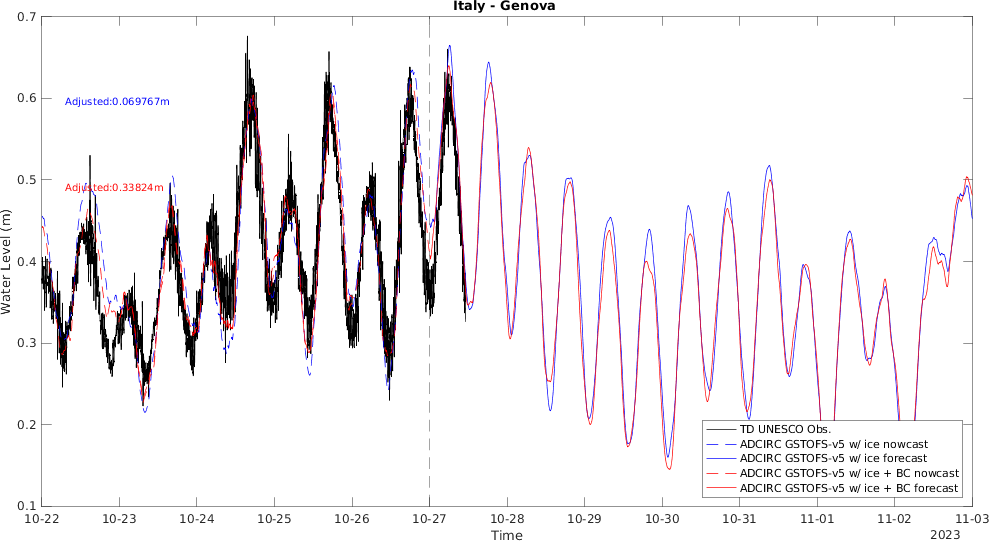 Italy - Genova
0.7
0.6
0.5
0.4
0.3
0.2
0.1
Water Level (m)
Adjusted:0.069767m
Adjusted:0.33824m
TD UNESCO Obs.
ADCIRC GSTOFS-v5 w/ ice nowcast
ADCIRC GSTOFS-v5 w/ ice forecast
ADCIRC GSTOFS-v5 w/ ice + BC nowcast
ADCIRC GSTOFS-v5 w/ ice + BC forecast
10-22 10-23 10-24 10-25 10-26 10-27 10-28 10-29 10-30 10-31 11-01 11-02 11-03
Time
2023